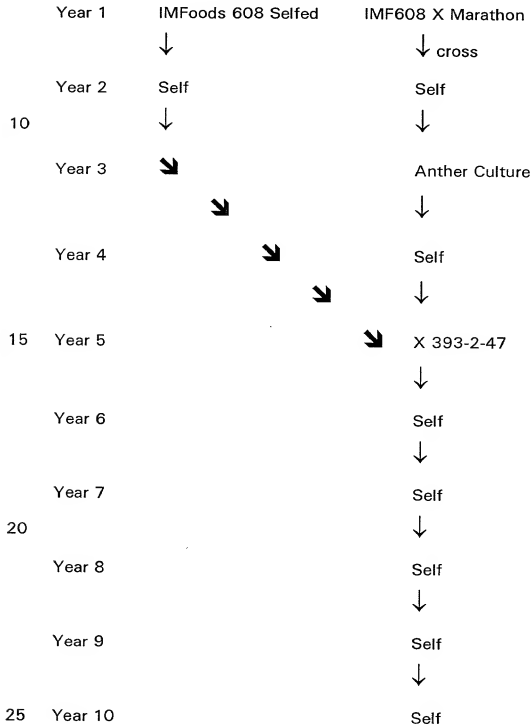 Year 1 IMFoods 608 Selfed IMF608 X Marathon
cross
Year 2 Self Self
10
Year 3 Anther Culture
Year 4 Self
15 Year 5 X 393-2-47
Year 6 Self
Year 7 Self
20
Year 8 Self
Year 9 Self
25 Year 10 Self